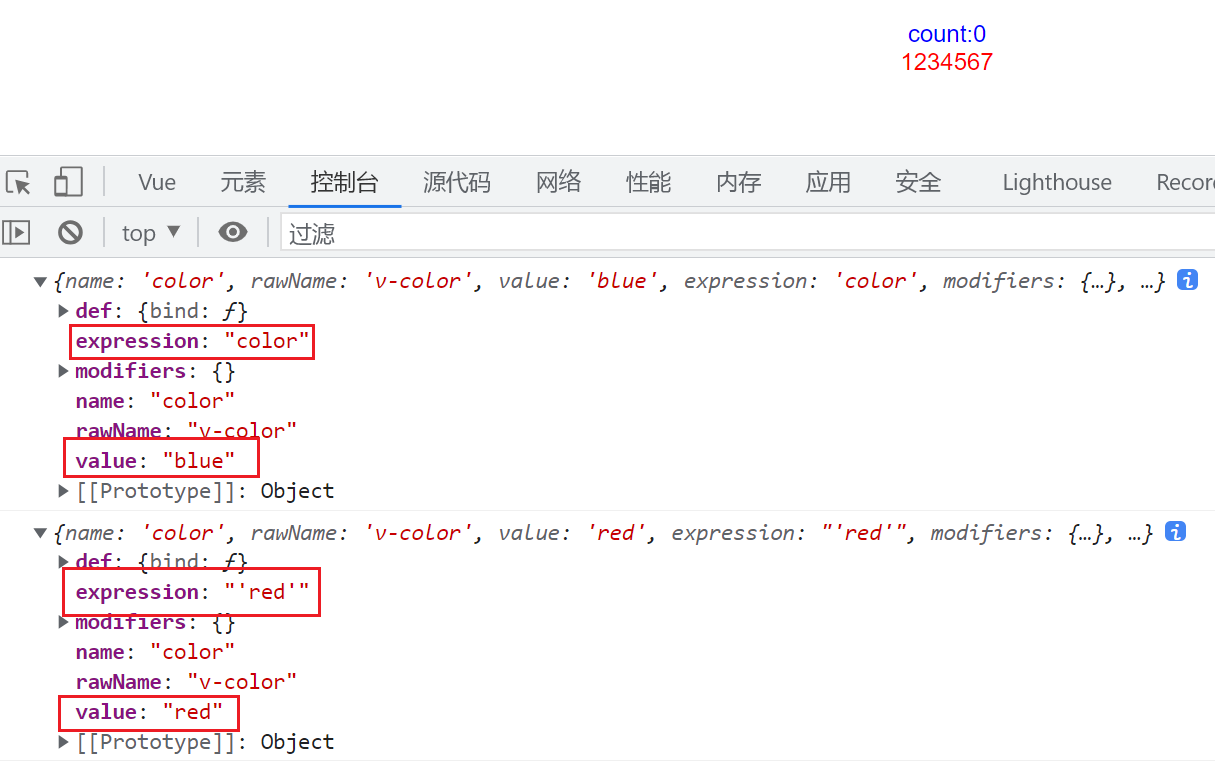 count:0
1234567
Vue 元素 控制台 源代码 网络 性能 内存 应用 安全 Lighthouse Recor
top ▼ 过滤
▼{name: 'color', rawName: 'v-color', value: 'blue', expression: 'color', modifiers: {…}, …} i
▶def: {bind: ƒ}
expression: "color"
▶modifiers: {}
name: "color"
rawName: "v-color"
value: "blue"
▶[[Prototype]]: Object
▼{name: 'color', rawName: 'v-color', value: 'red', expression: "'red'", modifiers: {…}, …} i
▶def: {bind: ƒ}
expression: "'red'"
▶modifiers: {}
name: "color"
rawName: "v-color"
value: "red"
▶[[Prototype]]: Object